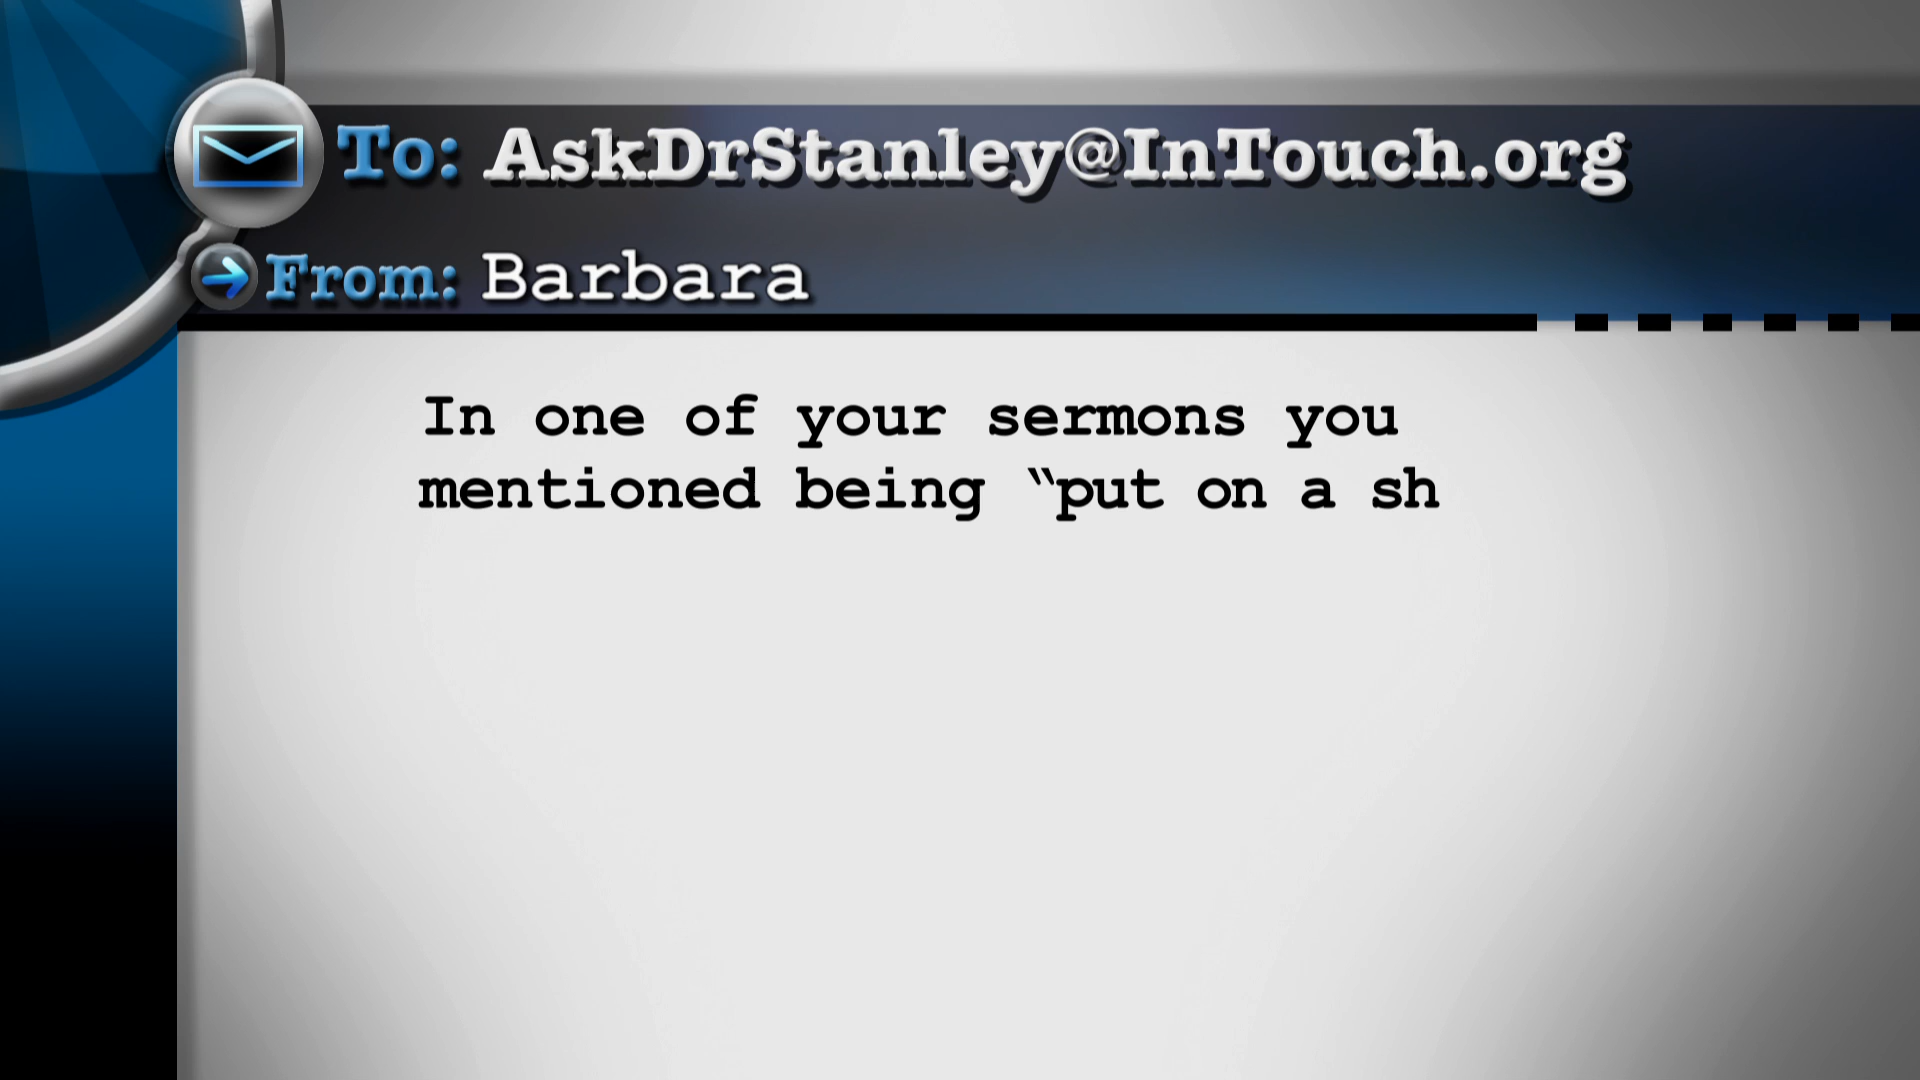 To: AskDrStanley@InTouch.org
From: Barbara
In one of your sermons you
mentioned being “put on a sh